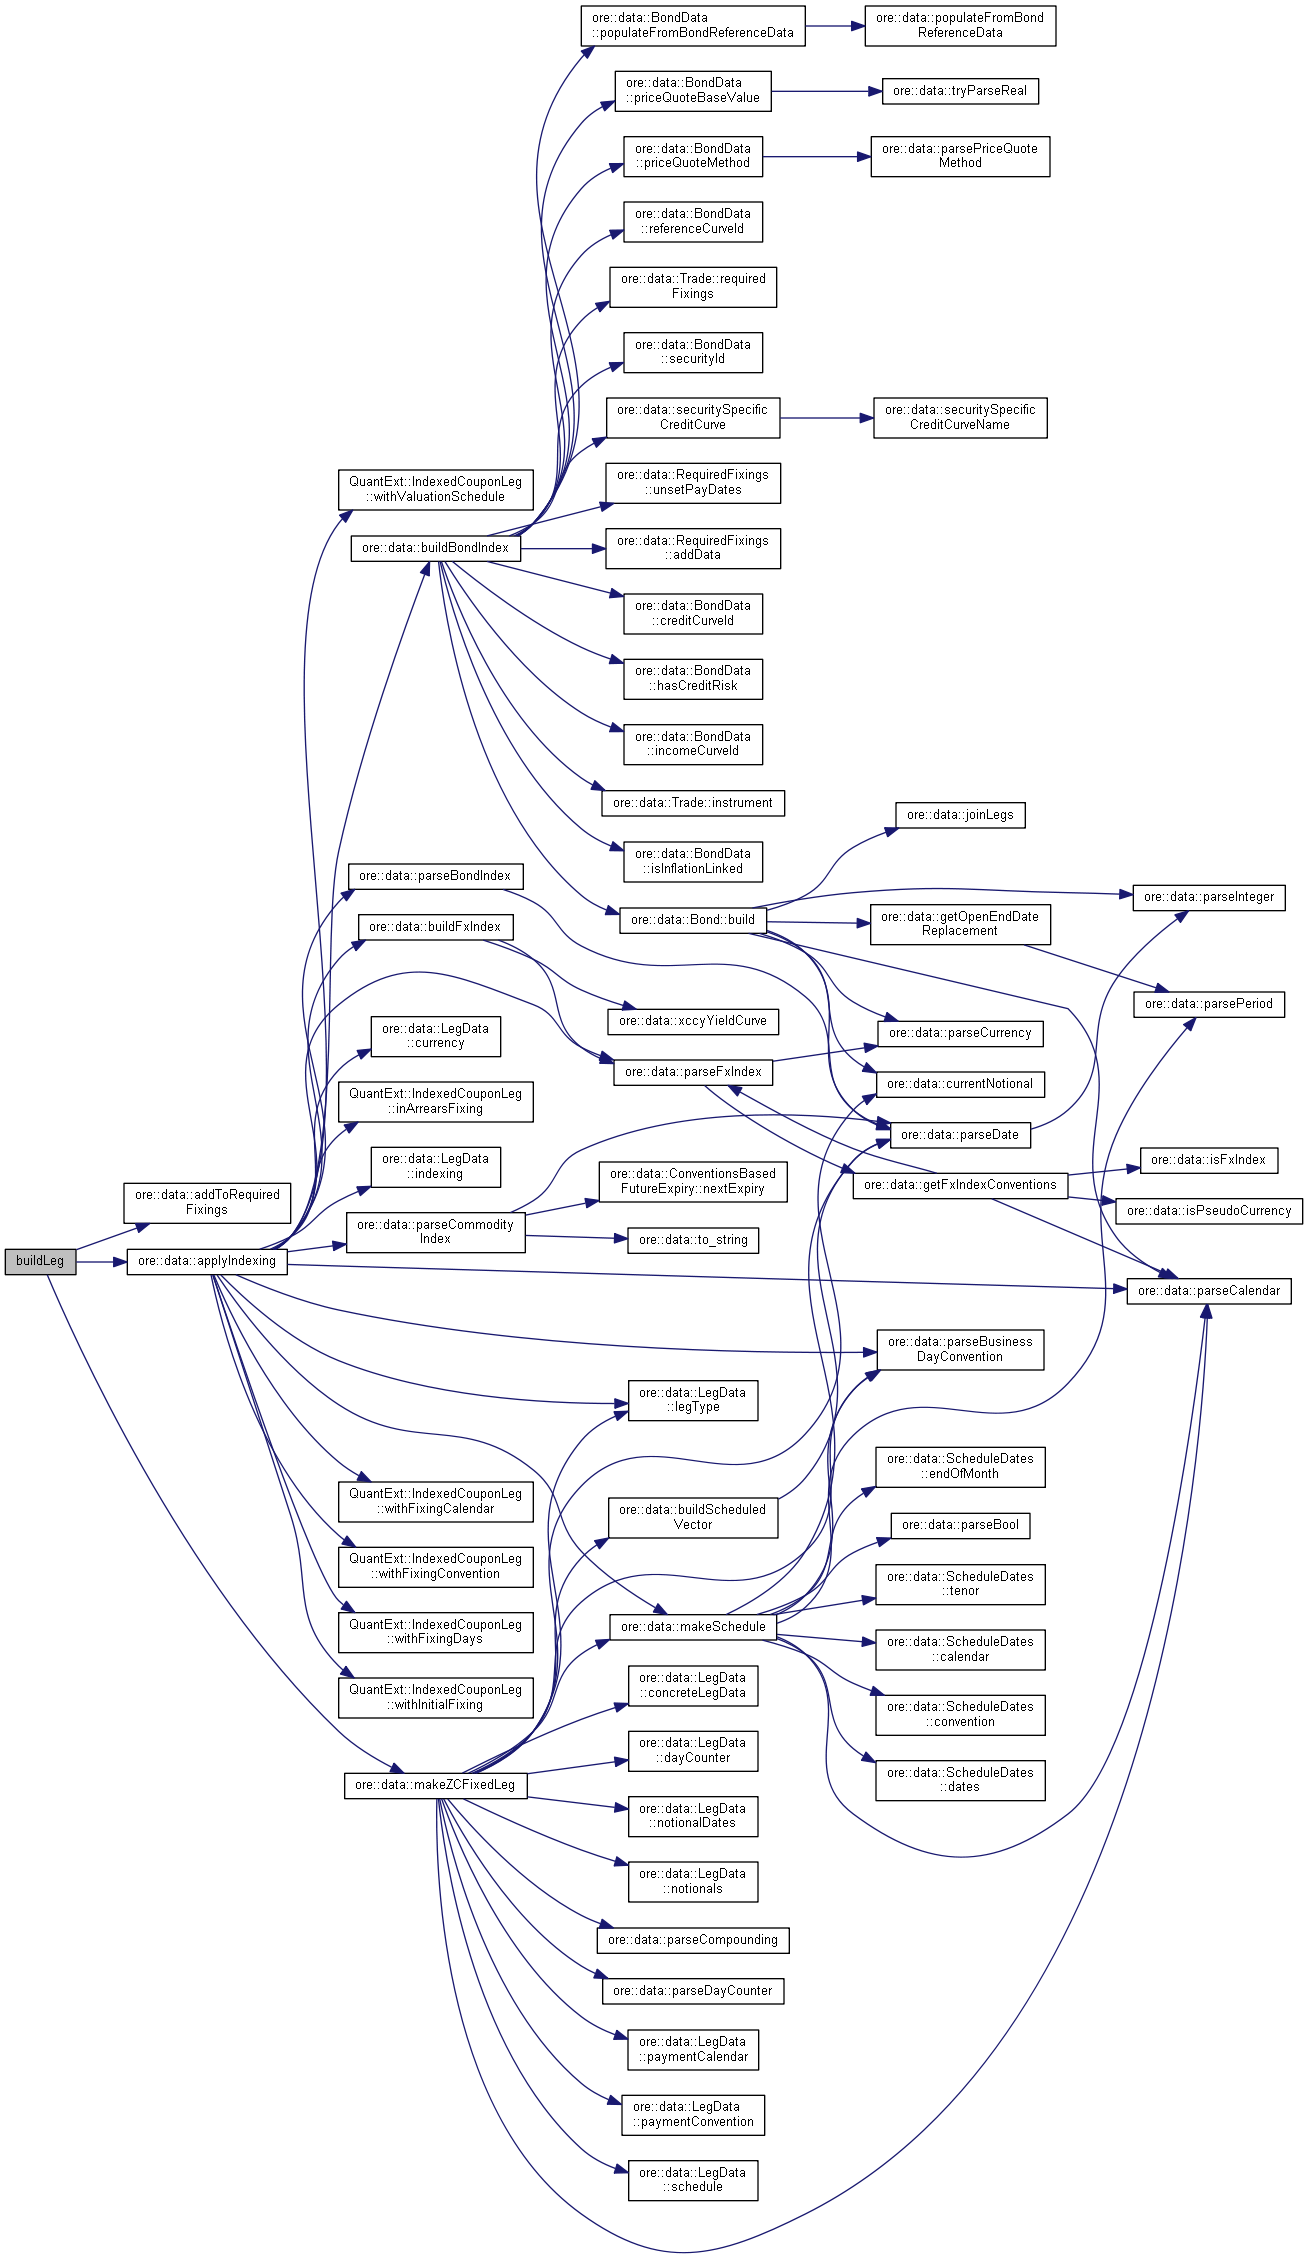 ore::data::BondData
::populateFromBondReferenceData
ore::data::populateFromBond
ReferenceData
ore::data::BondData
::priceQuoteBaseValue
ore::data::tryParseReal
ore::data::BondData
::priceQuoteMethod
ore::data::parsePriceQuote
Method
ore::data::BondData
::referenceCurveId
ore::data::Trade::required
Fixings
ore::data::BondData
::securityId
ore::data::securitySpecific
CreditCurve
ore::data::securitySpecific
CreditCurveName
QuantExt::IndexedCouponLeg
::withValuationSchedule
ore::data::RequiredFixings
::unsetPayDates
ore::data::buildBondIndex
ore::data::RequiredFixings
::addData
ore::data::BondData
::creditCurveId
ore::data::BondData
::hasCreditRisk
ore::data::BondData
::incomeCurveId
ore::data::Trade::instrument
ore::data::joinLegs
ore::data::BondData
::isInflationLinked
ore::data::parseBondIndex
ore::data::parseInteger
ore::data::Bond::build
ore::data::getOpenEndDate
Replacement
ore::data::buildFxIndex
ore::data::parsePeriod
ore::data::xccyYieldCurve
ore::data::parseCurrency
ore::data::LegData
::currency
ore::data::parseFxIndex
ore::data::currentNotional
QuantExt::IndexedCouponLeg
::inArrearsFixing
ore::data::parseDate
ore::data::LegData
::indexing
ore::data::isFxIndex
ore::data::ConventionsBased
FutureExpiry::nextExpiry
ore::data::getFxIndexConventions
ore::data::addToRequired
Fixings
ore::data::isPseudoCurrency
ore::data::parseCommodity
Index
ore::data::to_string
buildLeg
ore::data::applyIndexing
ore::data::parseCalendar
ore::data::parseBusiness
DayConvention
ore::data::LegData
::legType
ore::data::ScheduleDates
::endOfMonth
QuantExt::IndexedCouponLeg
::withFixingCalendar
ore::data::buildScheduled
Vector
ore::data::parseBool
QuantExt::IndexedCouponLeg
::withFixingConvention
ore::data::ScheduleDates
::tenor
QuantExt::IndexedCouponLeg
::withFixingDays
ore::data::makeSchedule
ore::data::ScheduleDates
::calendar
QuantExt::IndexedCouponLeg
::withInitialFixing
ore::data::LegData
::concreteLegData
ore::data::ScheduleDates
::convention
ore::data::LegData
::dayCounter
ore::data::ScheduleDates
::dates
ore::data::makeZCFixedLeg
ore::data::LegData
::notionalDates
ore::data::LegData
::notionals
ore::data::parseCompounding
ore::data::parseDayCounter
ore::data::LegData
::paymentCalendar
ore::data::LegData
::paymentConvention
ore::data::LegData
::schedule